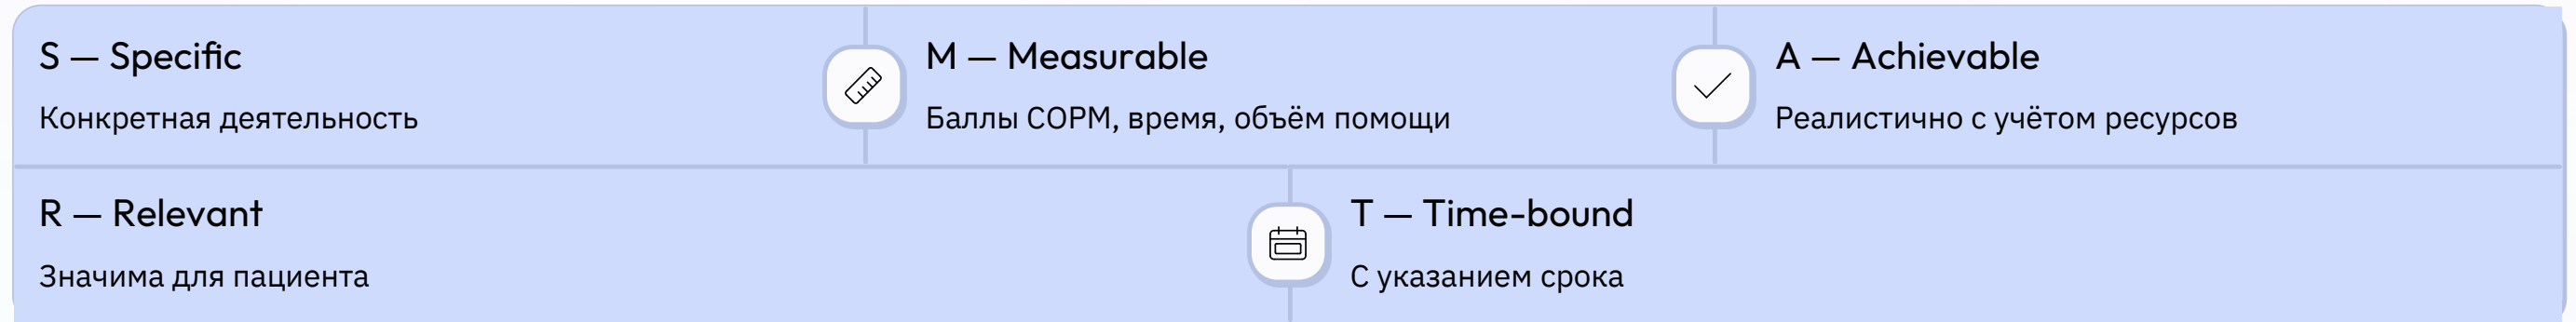 S — Specific
Конкретная деятельность
M — Measurable
Баллы COPM, время, объём помощи
A — Achievable
Реалистично с учётом ресурсов
R — Relevant
Значима для пациента
T — Time-bound
С указанием срока